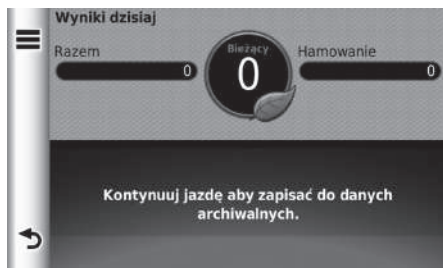 Wyniki dzisiaj
Razem
Bieżący
Hamowanie
0
0
0
Kontynuuj jazdę aby zapisać do danych
archiwalnych.